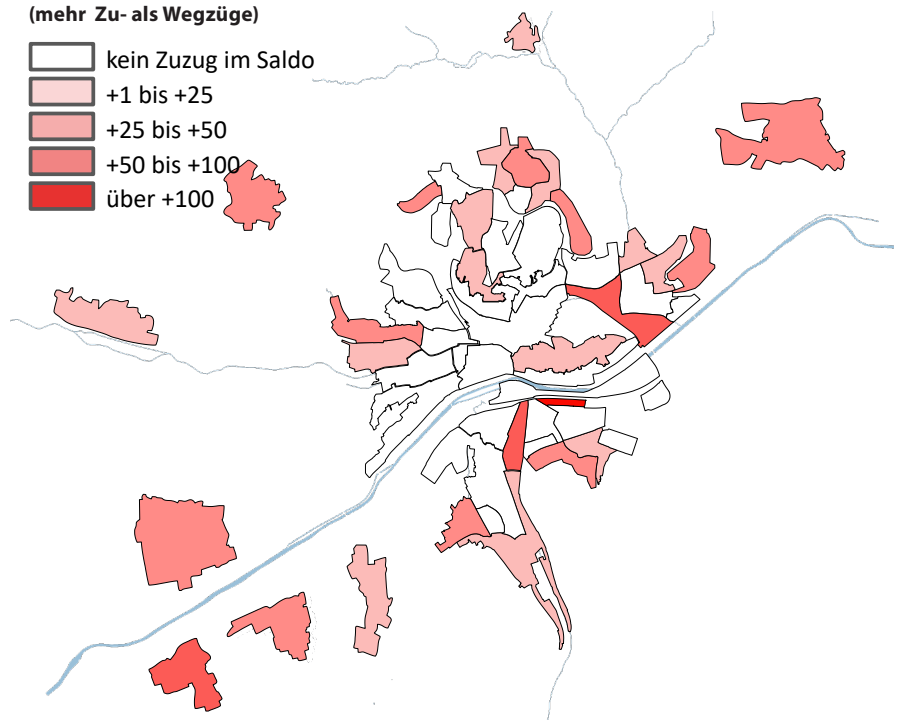 (mehr Zu- als Wegzüge)
kein Zuzug im Saldo
+1 bis +25
+25 bis +50
+50 bis +100
über +100